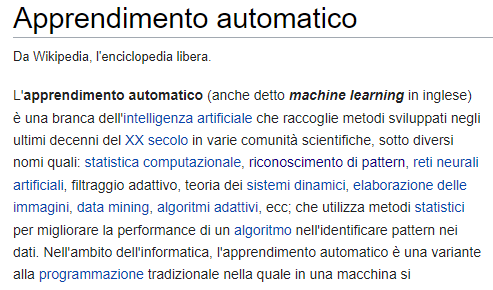 Apprendimento automatico
Da Wikipedia, l'enciclopedia libera.
L'apprendimento automatico (anche detto machine learning in inglese)
è una branca dell'intelligenza artificiale che raccoglie metodi sviluppati negli
ultimi decenni del XX secolo in varie comunità scientifiche, sotto diversi
nomi quali: statistica computazionale, riconoscimento di pattern, reti neurali
artificiali, filtraggio adattivo, teoria dei sistemi dinamici, elaborazione delle
immagini, data mining, algoritmi adattivi, ecc; che utilizza metodi statistici
per migliorare la performance di un algoritmo nell'identificare pattern nei
dati. Nell'ambito dell'informatica, l'apprendimento automatico è una variante
alla programmazione tradizionale nella quale in una macchina si